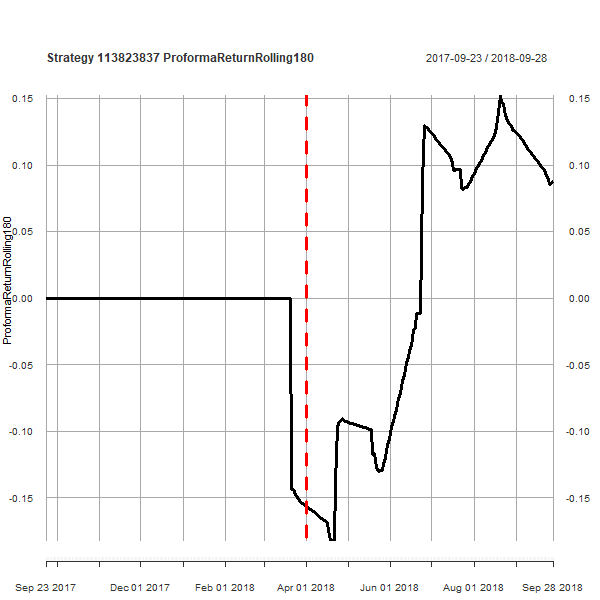 Strategy 113823837 ProformaReturnRolling180
2017-09-23 / 2018-09-28
0.15
0.10
0.05
0.00
-0.05
-0.10
-0.15
ProformaReturnRolling180
0.15
0.10
0.05
0.00
-0.05
-0.10
-0.15
Sep 23 2017
Dec 01 2017
Feb 01 2018
Apr 01 2018
Jun 01 2018
Aug 01 2018
Sep 28 2018